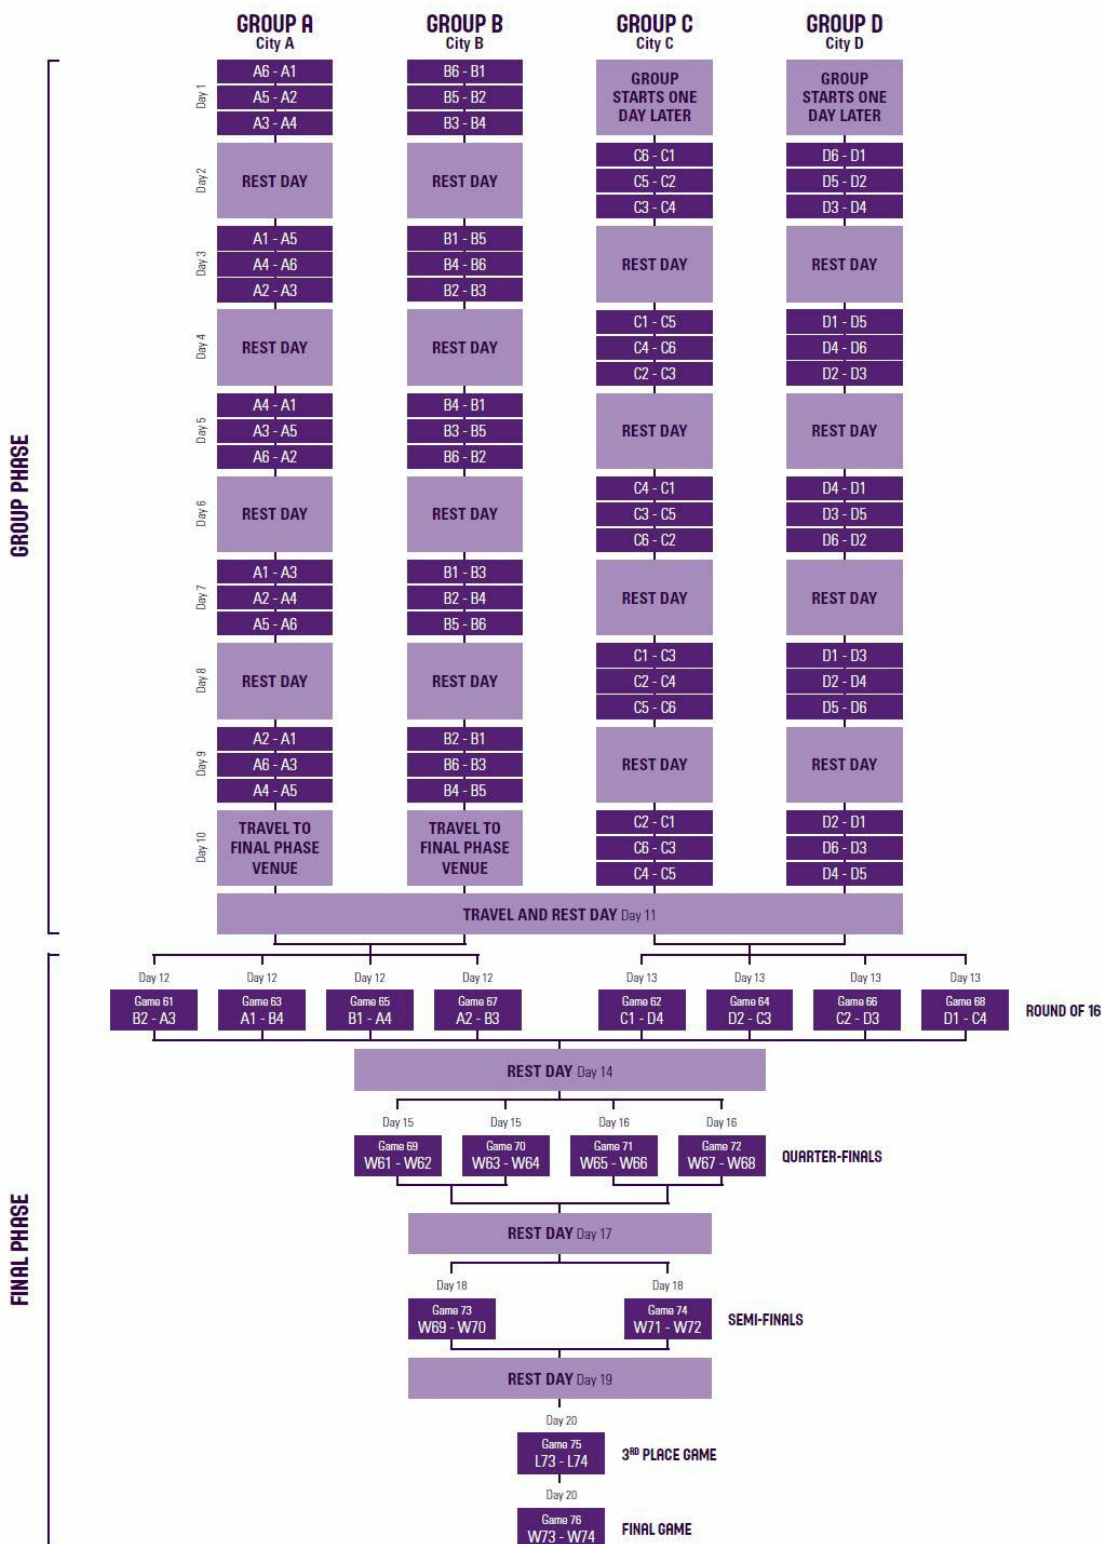 GROUP A
City A
GROUP B
City B
GROUP C
City C
GROUP D
City D
GROUP PHASE
Day 1
A6 - A1
A5 - A2
A3 - A4
B6 - B1
B5 - B2
B3 - B4
GROUP
STARTS ONE
DAY LATER
GROUP
STARTS ONE
DAY LATER
Day 2
REST DAY
REST DAY
C6 - C1
C5 - C2
C3 - C4
D6 - D1
D5 - D2
D3 - D4
Day 3
A1 - A5
A4 - A6
A2 - A3
B1 - B5
B4 - B6
B2 - B3
REST DAY
REST DAY
Day 4
REST DAY
REST DAY
C1 - C5
C4 - C6
C2 - C3
D1 - D5
D4 - D6
D2 - D3
Day 5
A4 - A1
A3 - A5
A6 - A2
B4 - B1
B3 - B5
B6 - B2
REST DAY
REST DAY
Day 6
REST DAY
REST DAY
C4 - C1
C3 - C5
C6 - C2
D4 - D1
D3 - D5
D6 - D2
Day 7
A1 - A3
A2 - A4
A5 - A6
B1 - B3
B2 - B4
B5 - B6
REST DAY
REST DAY
Day 8
REST DAY
REST DAY
C1 - C3
C2 - C4
C5 - C6
D1 - D3
D2 - D4
D5 - D6
Day 9
A2 - A1
A6 - A3
A4 - A5
B2 - B1
B6 - B3
B4 - B5
REST DAY
REST DAY
Day 10
TRAVEL TO
FINAL PHASE
VENUE
TRAVEL TO
FINAL PHASE
VENUE
C2 - C1
C6 - C3
C4 - C5
D2 - D1
D6 - D3
D4 - D5
TRAVEL AND REST DAY Day 11
FINAL PHASE
Day 12
Game 61
B2 - A3
Day 12
Game 63
A1 - B4
Day 12
Game 65
B1 - A4
Day 12
Game 67
A2 - B3
Day 13
Game 62
C1 - D4
Day 13
Game 64
D2 - C3
Day 13
Game 66
C2 - D3
Day 13
Game 68
D1 - C4
ROUND OF 16
REST DAY Day 14
Day 15
Game 69
W61 - W62
Day 15
Game 70
W63 - W64
Day 16
Game 71
W65 - W66
Day 16
Game 72
W67 - W68
QUARTER-FINALS
REST DAY Day 17
Day 18
Game 73
W69 - W70
Day 18
Game 74
W71 - W72
SEMI-FINALS
REST DAY Day 19
Day 20
Game 75
L73 - L74
3RD PLACE GAME
Day 20
Game 76
W73 - W74
FINAL GAME